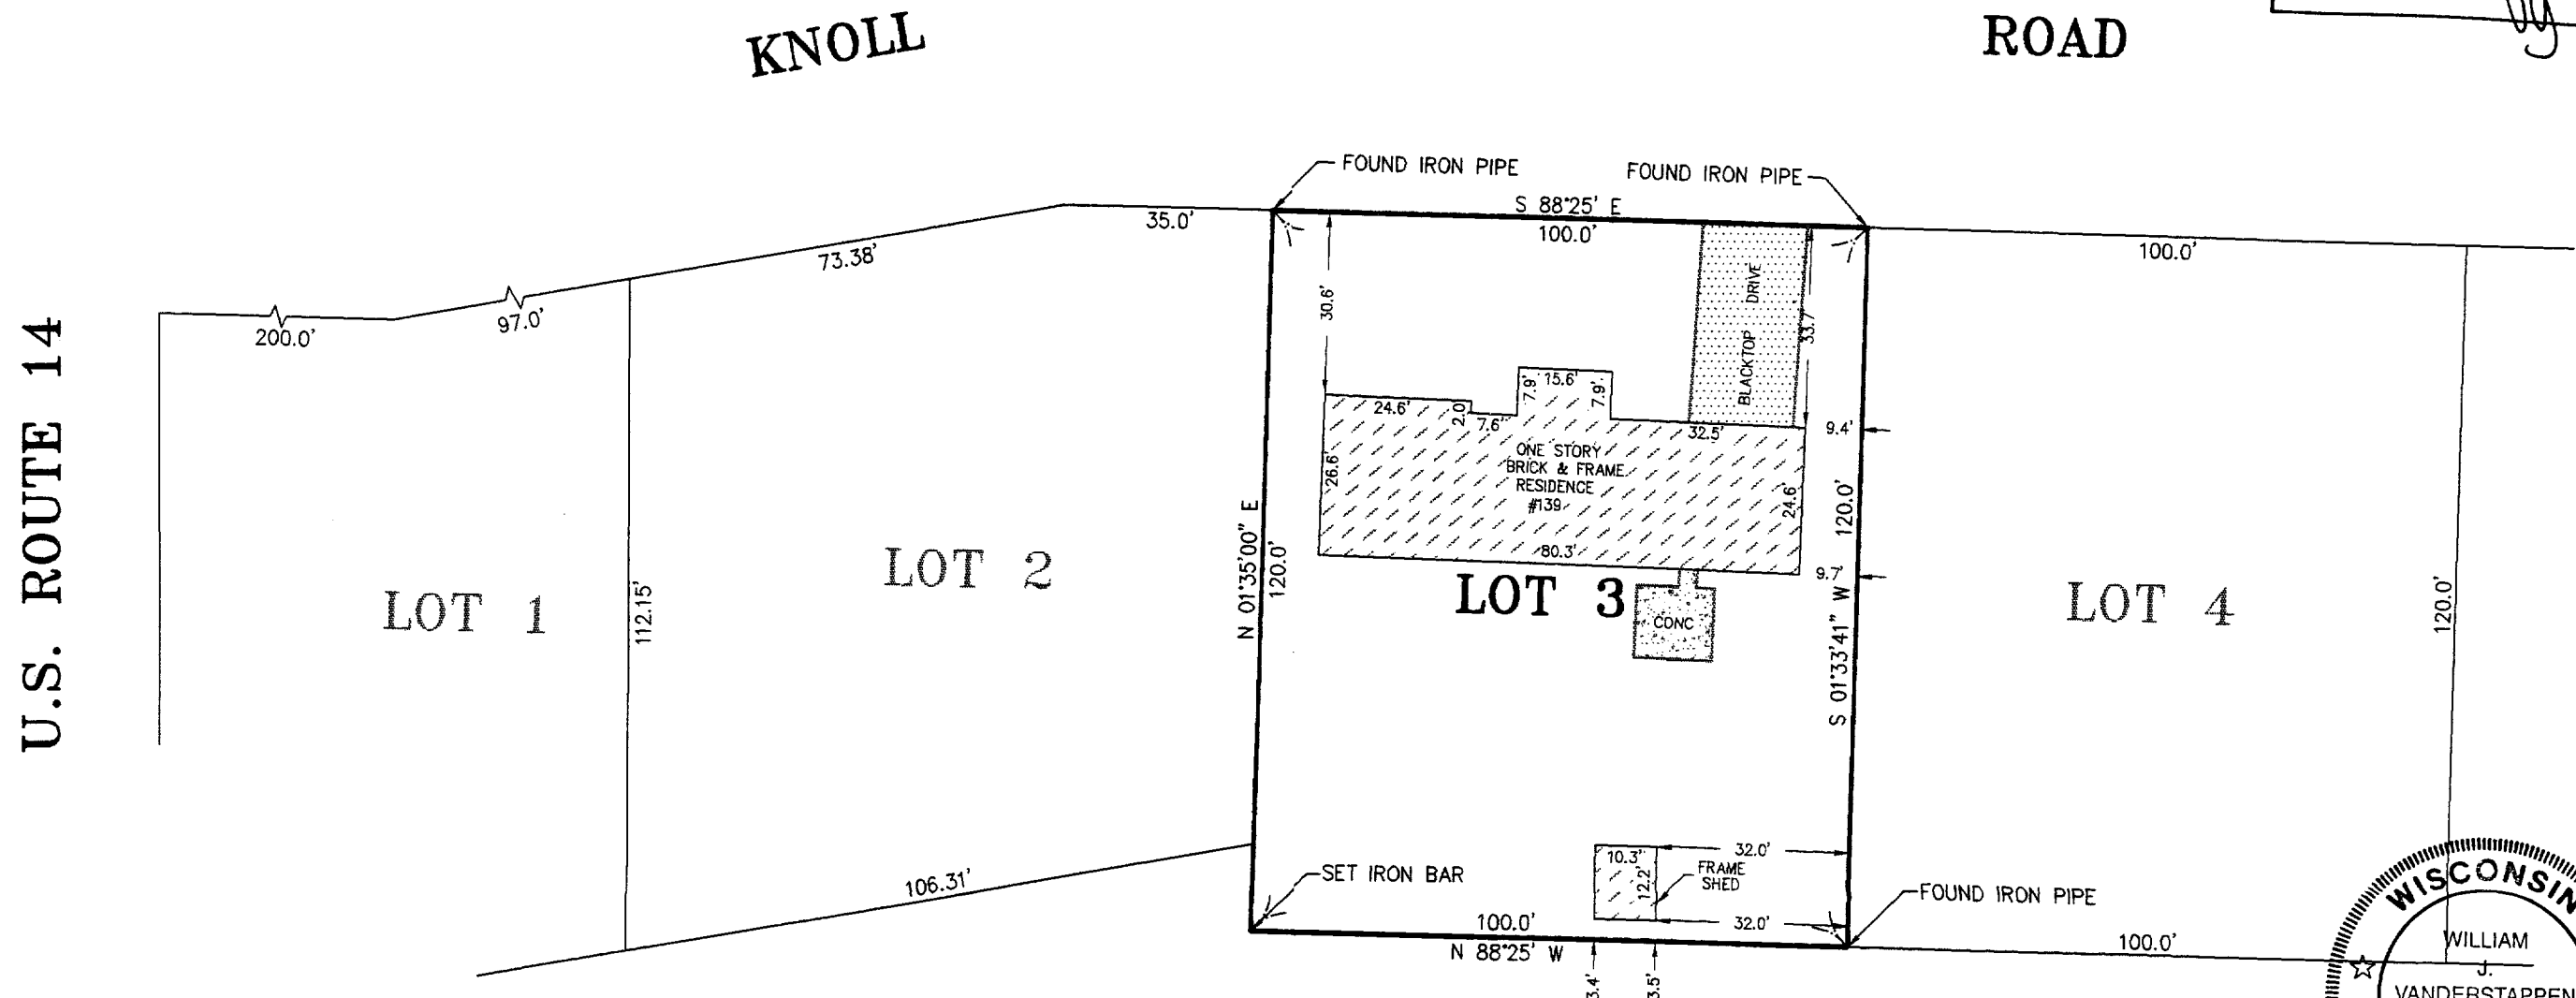 KNOLL ROAD
FOUND IRON PIPE
FOUND IRON PIPE
S 88°25' E
100.0'
35.0'
73.38'
97.0'
200.0'
100.0'
U.S. ROUTE 14
LOT 1
112.15'
LOT 2
106.31'
N 01°35'00" E
120.0'
30.6'
BLACKTOP DRIVE
33.7'
24.6'
2.0'
7.6'
7.9'
15.6'
7.9'
32.5'
9.4'
26.6'
ONE STORY
BRICK & FRAME
RESIDENCE
#139
24.6'
80.3'
9.7'
120.0'
S 01°33'41" W
LOT 3
CONC
LOT 4
120.0'
10.3'
12.2'
32.0'
FRAME
SHED
32.0'
SET IRON BAR
FOUND IRON PIPE
100.0'
N 88°25' W
3.4'
3.5'
100.0'
WISCONSIN
WILLIAM
J.
VANDERSTAPPEN